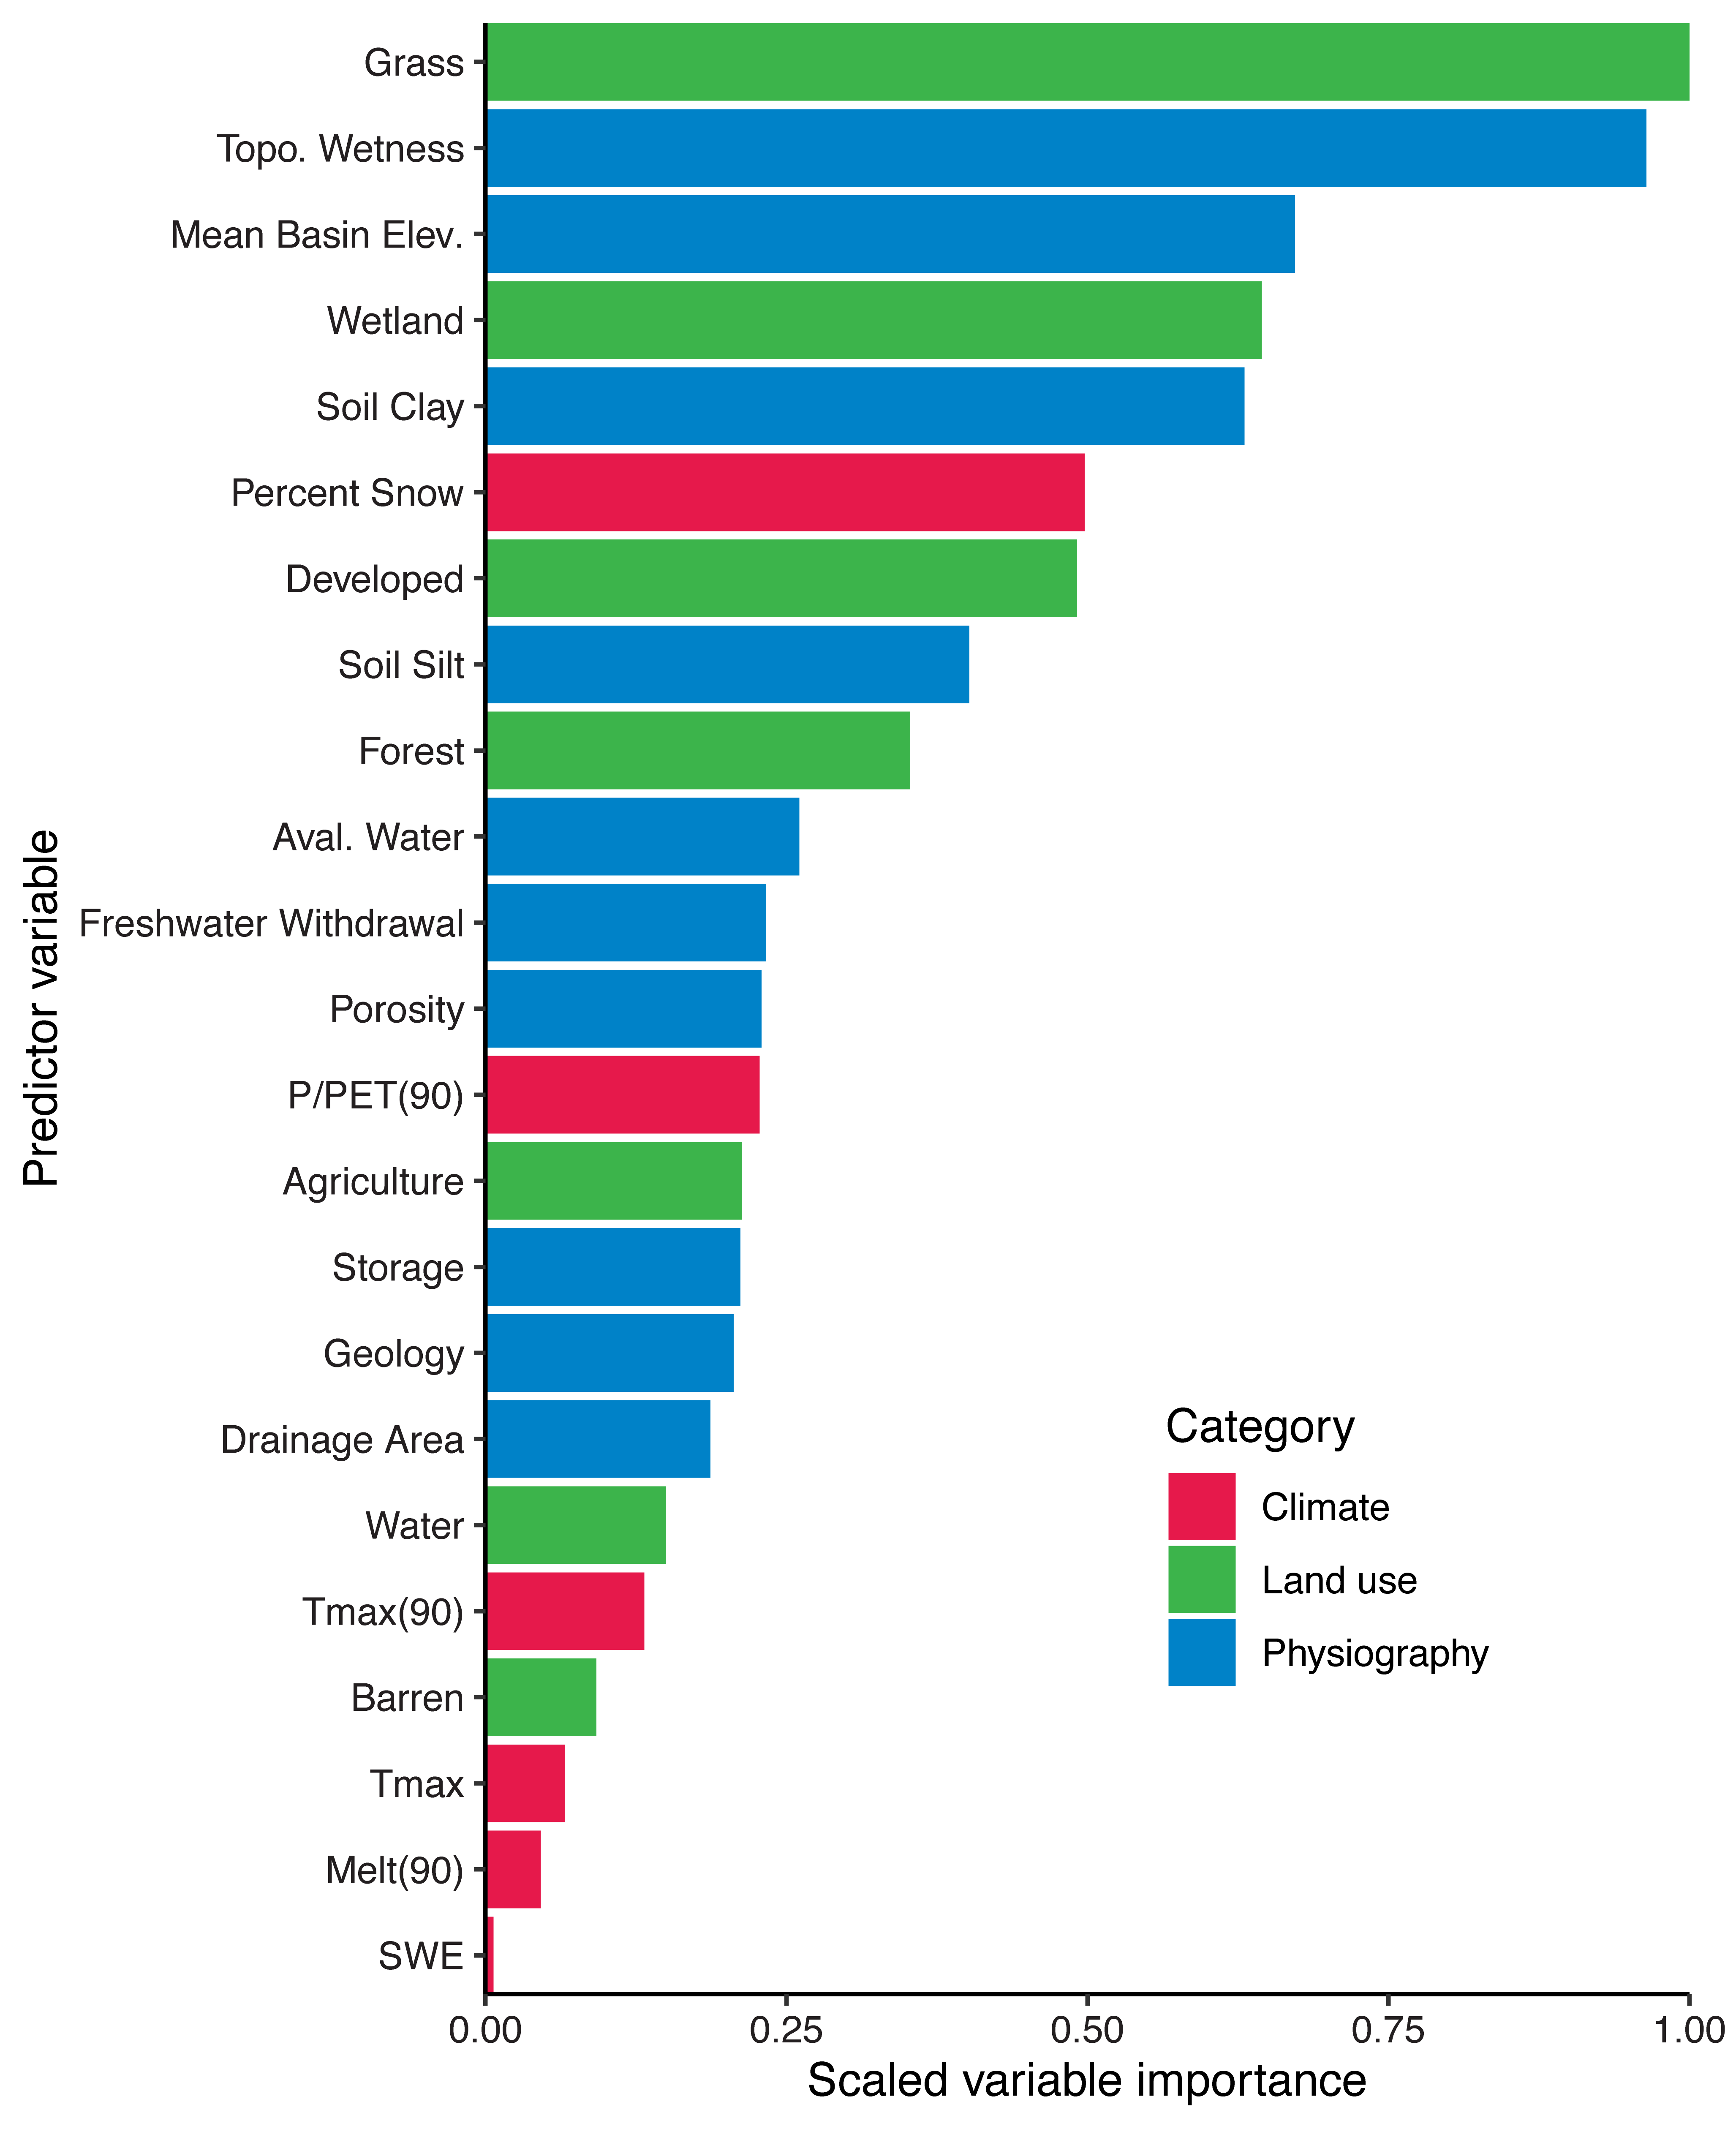 Grass
Topo. Wetness
Mean Basin Elev.
Wetland
Soil Clay
Percent Snow
Developed
Soil Silt
Forest
Aval. Water
Freshwater Withdrawal
Porosity
P/PET(90)
Agriculture
Storage
Geology
Drainage Area
Water
Tmax(90)
Barren
Tmax
Melt(90)
SWE
Predictor variable
Category
Climate
Land use
Physiography
0.00 0.25 0.50 0.75 1.00
Scaled variable importance